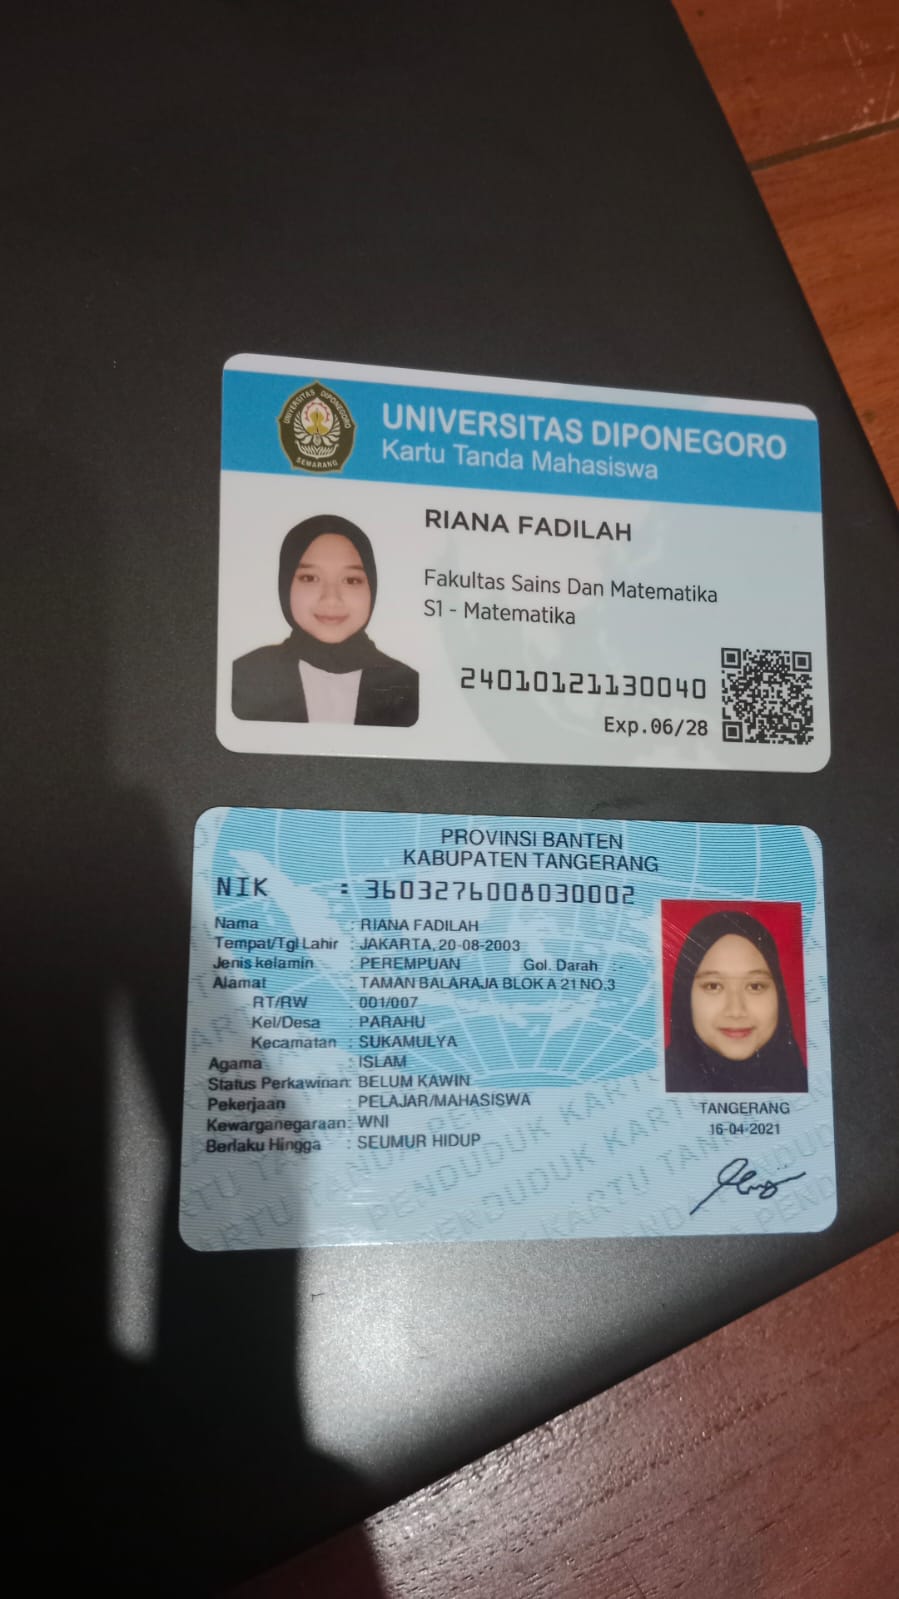 UNIVERSITAS DIPONEGORO
Kartu Tanda Mahasiswa
UNIVERSITAS DIPONEGORO
SEMARANG
RIANA FADILAH
Fakultas Sains Dan Matematika
S1 - Matematika
24010121130040
Exp.06/28
PROVINSI BANTEN
KABUPATEN TANGERANG
NIK : 3603276008030002
Nama : RIANA FADILAH
Tempat/Tgl Lahir : JAKARTA, 20-08-2003
Jenis kelamin : PEREMPUAN Gol. Darah : -
Alamat : TAMAN BALARAJA BLOK A 21 NO.3
RT/RW : 001/007
Kel/Desa : PARAHU
Kecamatan : SUKAMULYA
Agama : ISLAM
Status Perkawinan: BELUM KAWIN
Pekerjaan : PELAJAR/MAHASISWA
Kewarganegaraan: WNI
Berlaku Hingga : SEUMUR HIDUP
TANGERANG
16-04-2021